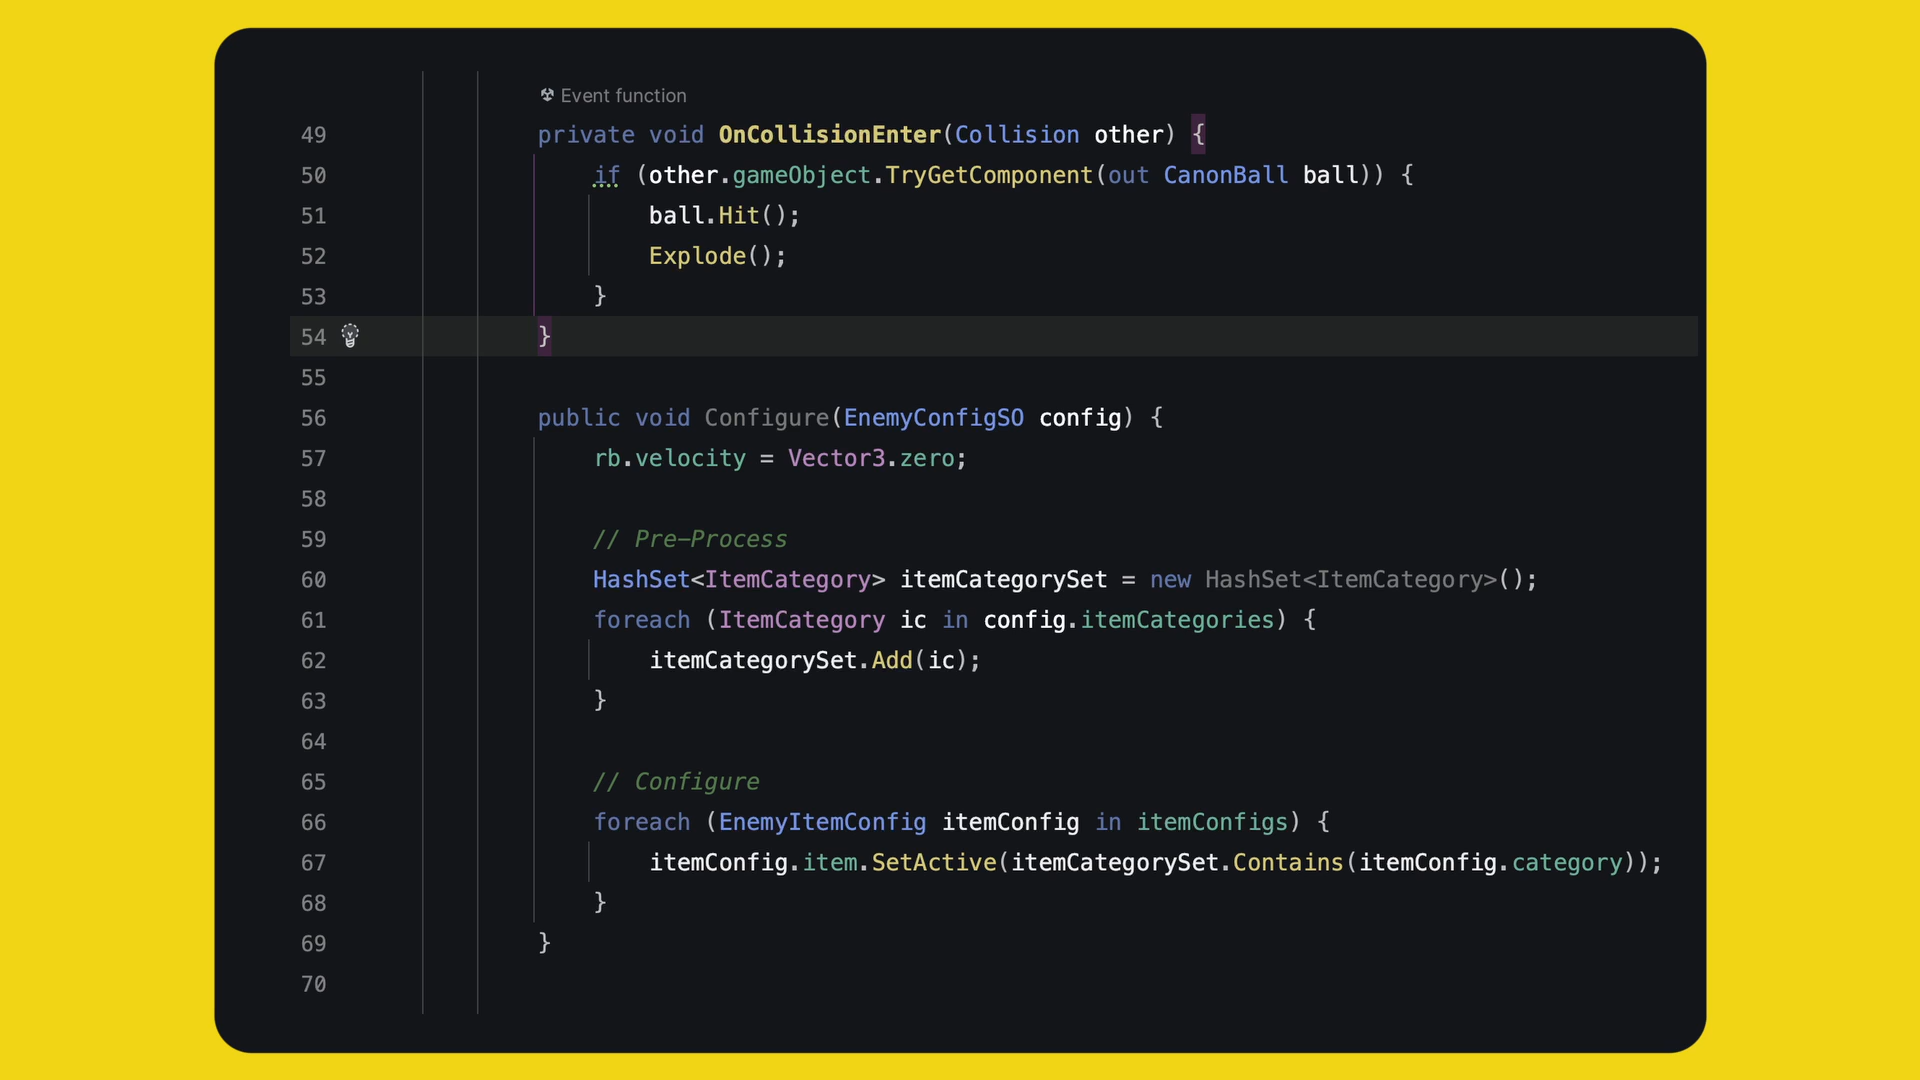 Event function
49 private void OnCollisionEnter(Collision other) {
50 if (other.gameObject.TryGetComponent(out CanonBall ball)) {
51 ball.Hit();
52 Explode();
53 }
54 }
55
56 public void Configure(EnemyConfigSO config) {
57 rb.velocity = Vector3.zero;
58
59 // Pre-Process
60 HashSet<ItemCategory> itemCategorySet = new HashSet<ItemCategory>();
61 foreach (ItemCategory ic in config.itemCategories) {
62 itemCategorySet.Add(ic);
63 }
64
65 // Configure
66 foreach (EnemyItemConfig itemConfig in itemConfigs) {
67 itemConfig.item.SetActive(itemCategorySet.Contains(itemConfig.category));
68 }
69 }
70